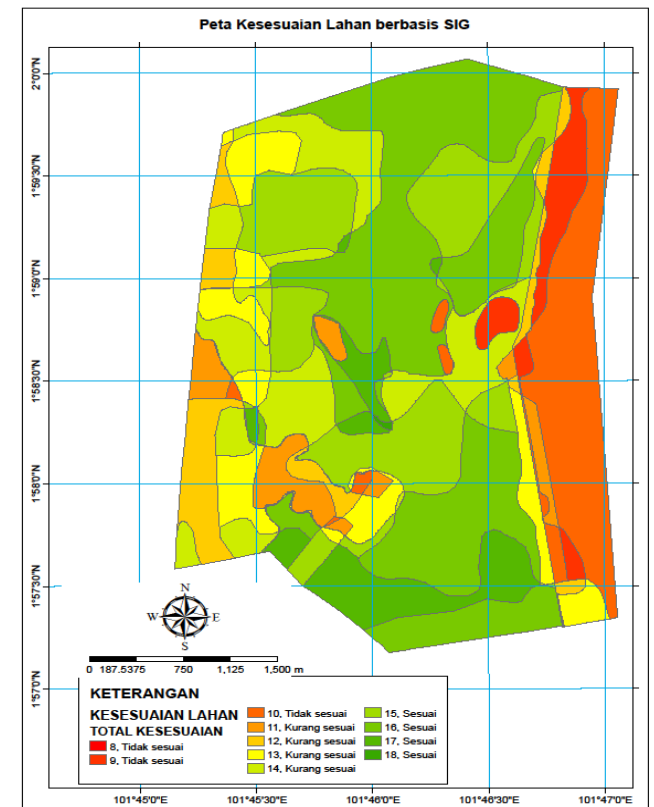 Peta Kesesuaian Lahan berbasis SIG
2°0'0"N
1°59'30"N
1°59'0"N
1°58'30"N
1°58'0"N
1°57'30"N
1°57'0"N
N
W E
S
0 187.5375 750 1,125 1,500 m
KETERANGAN
KESESUAIAN LAHAN
TOTAL KESESUAIAN
8, Tidak sesuai
9, Tidak sesuai
10, Tidak sesuai
11, Kurang sesuai
12, Kurang sesuai
13, Kurang sesuai
14, Kurang sesuai
15, Sesuai
16, Sesuai
17, Sesuai
18, Sesuai
101°45'0"E 101°45'30"E 101°46'0"E 101°46'30"E 101°47'0"E